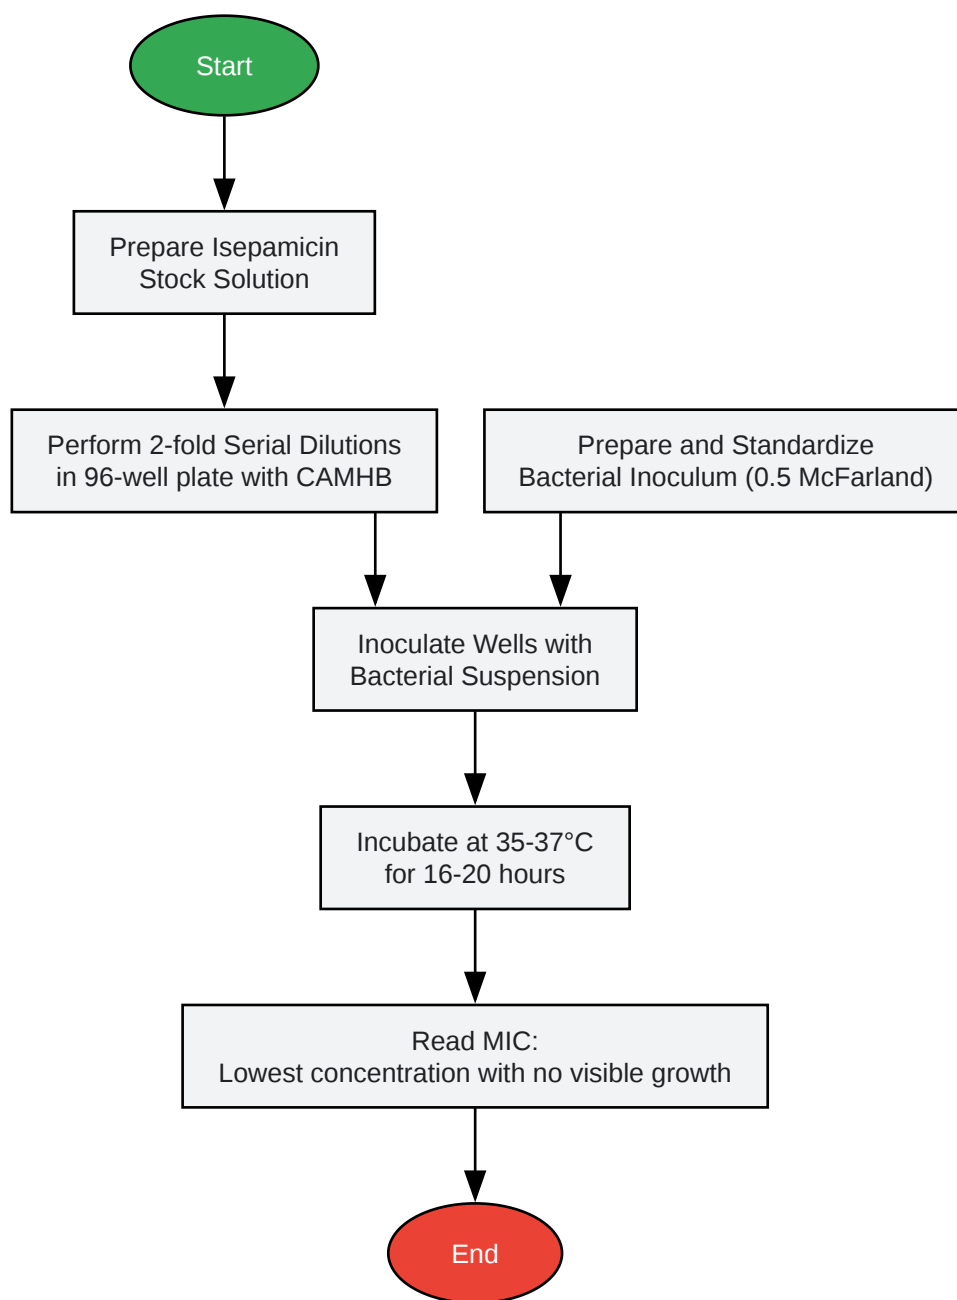 Start
Prepare Isepamicin
Stock Solution
Perform 2-fold Serial Dilutions
in 96-well plate with CAMHB
Prepare and Standardize
Bacterial Inoculum (0.5 McFarland)
Inoculate Wells with
Bacterial Suspension
Incubate at 35-37°C
for 16-20 hours
Read MIC:
Lowest concentration with no visible growth
End